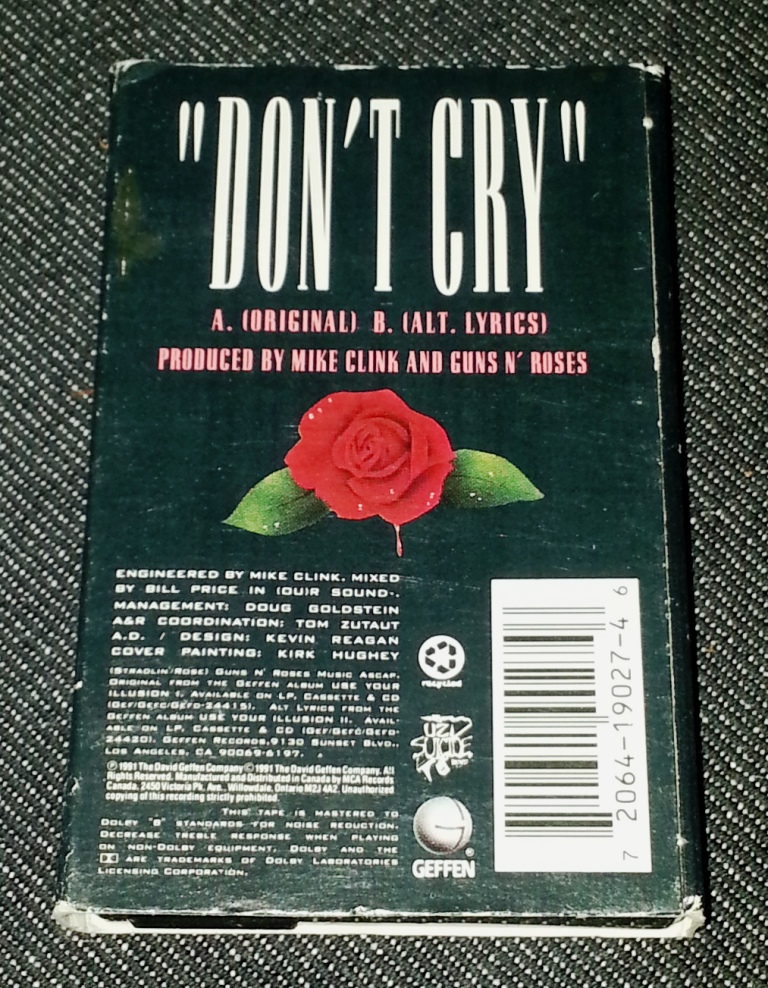 "DON'T CRY"
A. (ORIGINAL) B. (ALT. LYRICS)
PRODUCED BY MIKE CLINK AND GUNS N' ROSES
ENGINEERED BY MIKE CLINK. MIXED
BY BILL PRICE IN (OU)R SOUND-.
MANAGEMENT: DOUG GOLDSTEIN
A&R COORDINATION: TOM ZUTAUT
A.D. / DESIGN: KEVIN REAGAN
COVER PAINTING: KIRK HUGHEY
(STRADLIN/ROSE) GUNS N' ROSES MUSIC ASCAP.
ORIGINAL FROM THE GEFFEN ALBUM USE YOUR
ILLUSION I. AVAILABLE ON LP, CASSETTE & CD
(GEF/GEFC/GEFD-24415). ALT LYRICS FROM THE
GEFFEN ALBUM USE YOUR ILLUSION II. AVAIL-
ABLE ON LP, CASSETTE & CD (GEF/GEFC/GEFD-
24420). GEFFEN RECORDS, 9130 SUNSET BLVD.,
LOS ANGELES, CA 90069-6197.
℗ 1991 The David Geffen Company © 1991 The David Geffen Company. All
Rights Reserved. Manufactured and Distributed in Canada by MCA Records
Canada, 2450 Victoria Pk. Ave., Willowdale, Ontario M2J 4A2. Unauthorized
copying of this recording strictly prohibited.
THIS TAPE IS MASTERED TO
DOLBY "B" STANDARDS FOR NOISE REDUCTION.
DECREASE TREBLE RESPONSE WHEN PLAYING
ON NON-DOLBY EQUIPMENT. DOLBY AND THE
ARE TRADEMARKS OF DOLBY LABORATORIES
LICENSING CORPORATION.
recycled
UZI
SUICIDE
GEFFEN
®
7 2064-19027-4 6